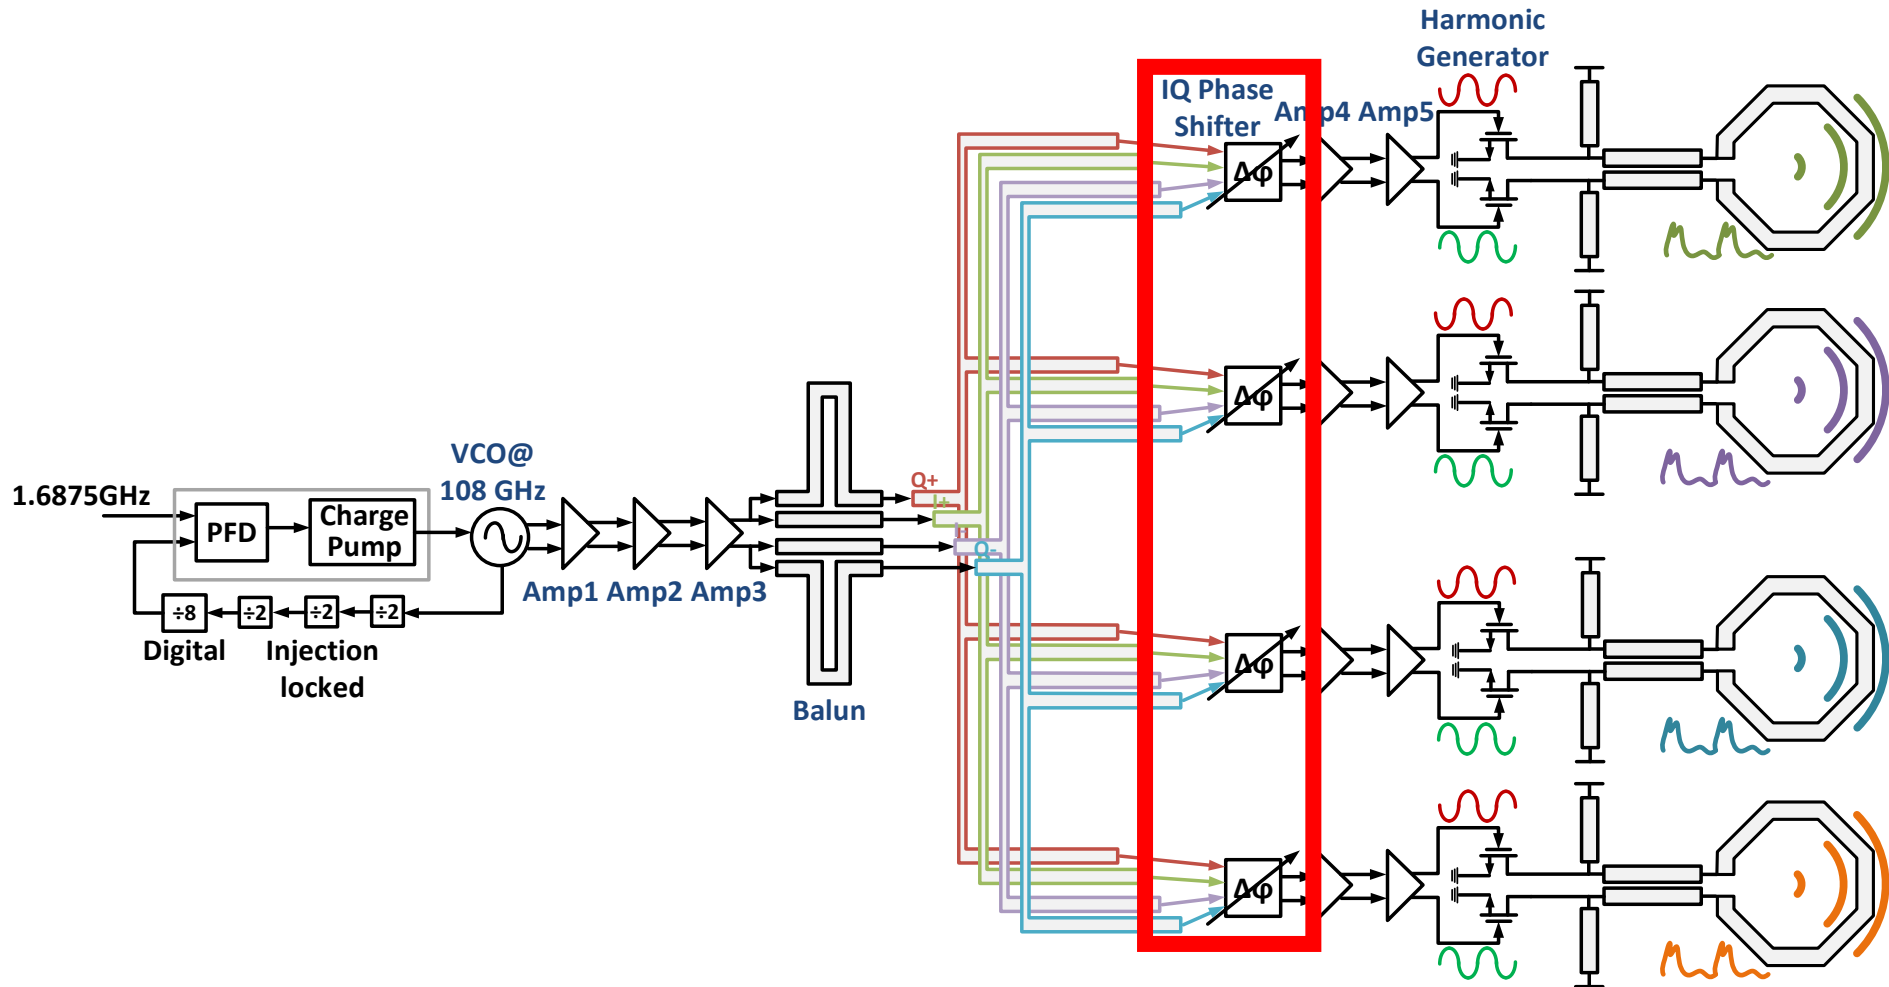 Harmonic
Generator
IQ Phase
Shifter
Amp4 Amp5
Δφ
Δφ
VCO@
108 GHz
1.6875GHz
PFD
Charge
Pump
Q+
I+
I-
Q-
Amp1 Amp2 Amp3
÷8
÷2
÷2
÷2
Digital
Injection
locked
Balun
Δφ
Δφ